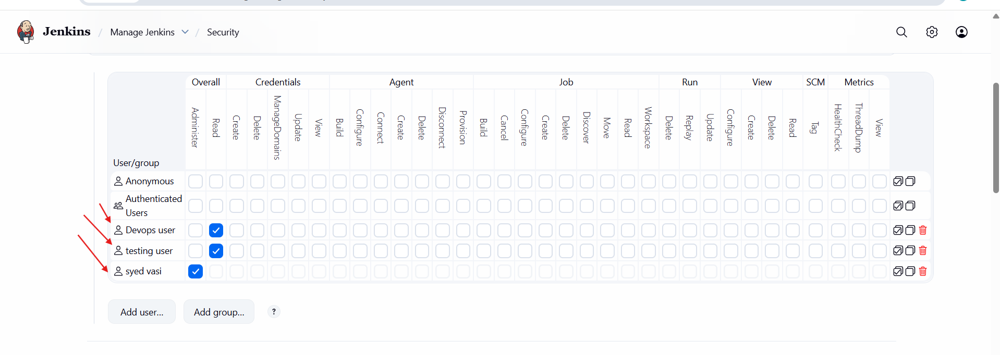 Jenkins / Manage Jenkins / Security
Overall Credentials Agent Job Run View SCM Metrics
User/group Administer Read Create Delete ManageDomains Update View Build Configure Connect Create Delete Disconnect Provision Build Cancel Configure Create Delete Discover Move Read Workspace Delete Replay Update Configure Create Delete Read Tag HealthCheck ThreadDump View
Anonymous
Authenticated
Users
Devops user
testing user
syed vasi
Add user... Add group... ?